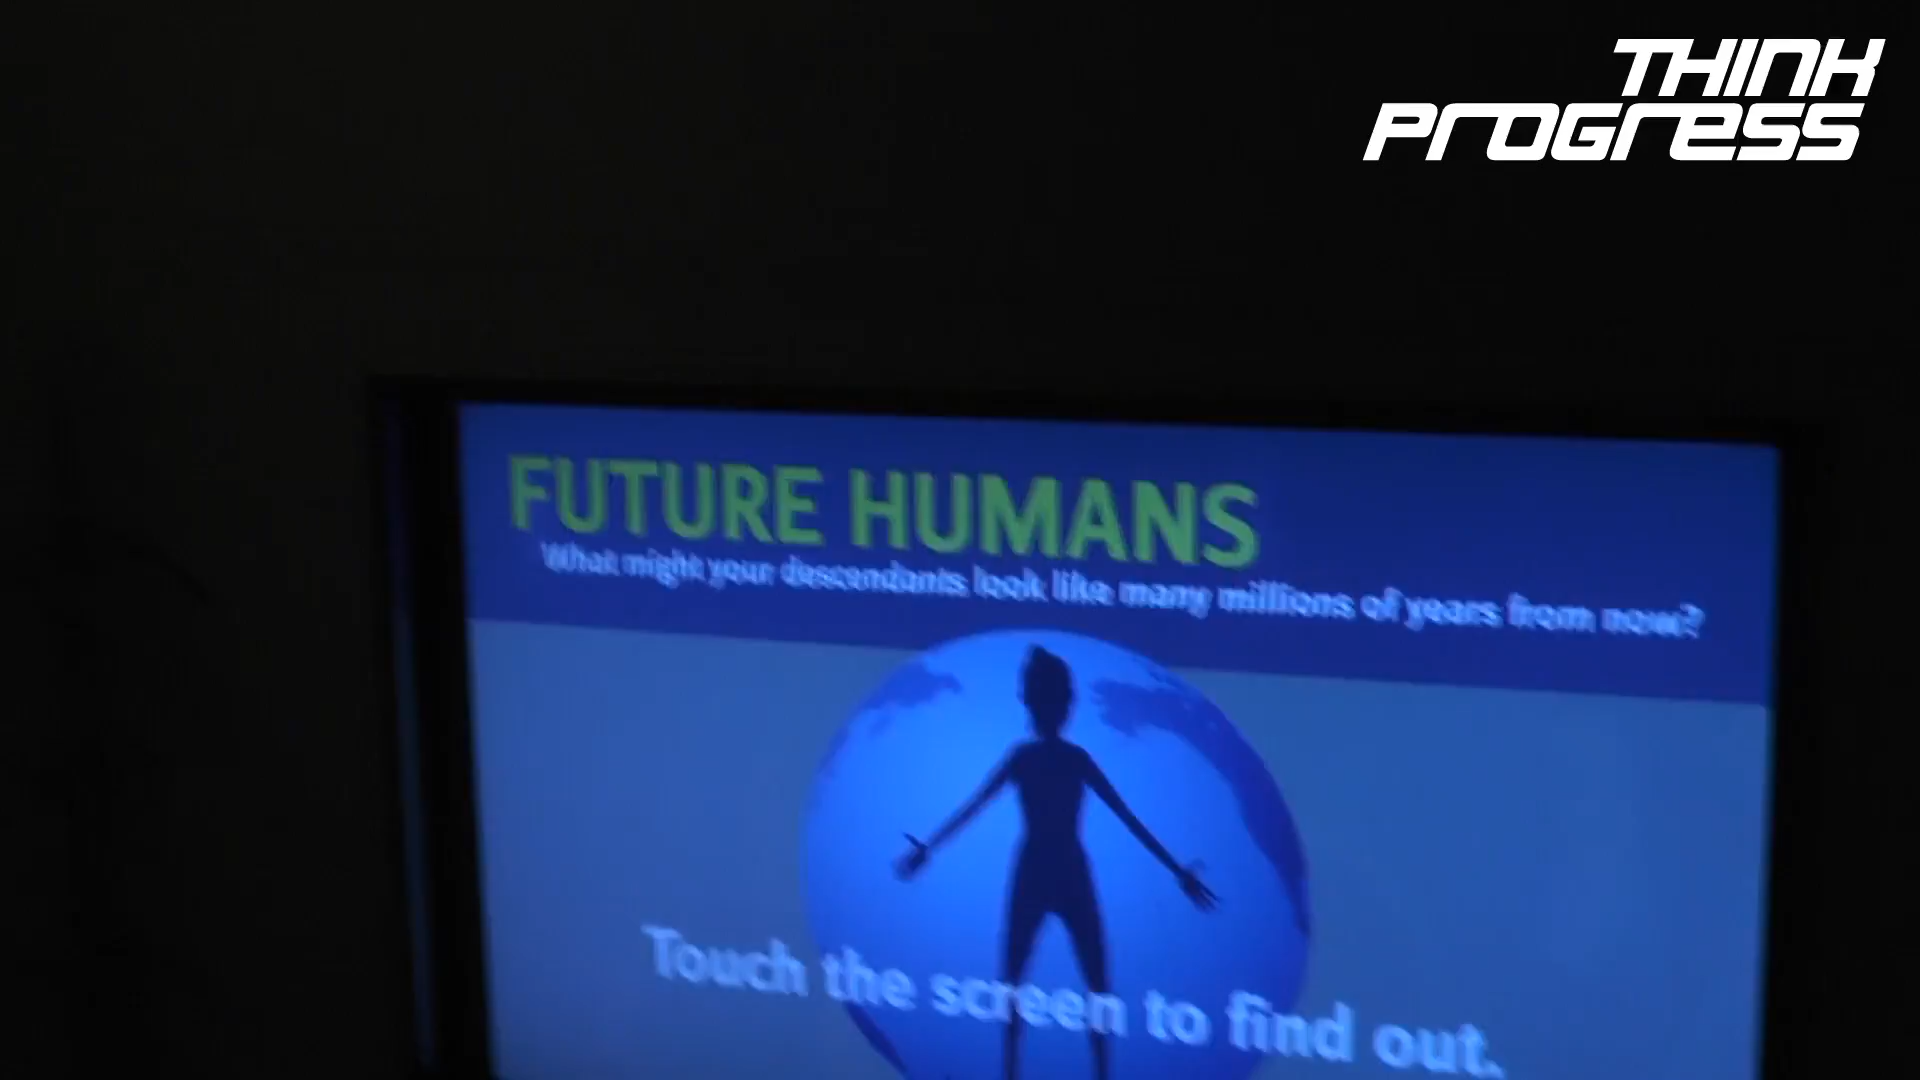 THINK
PROGRESS
FUTURE HUMANS
What might your descendants look like many millions of years from now?
Touch the screen to find out.